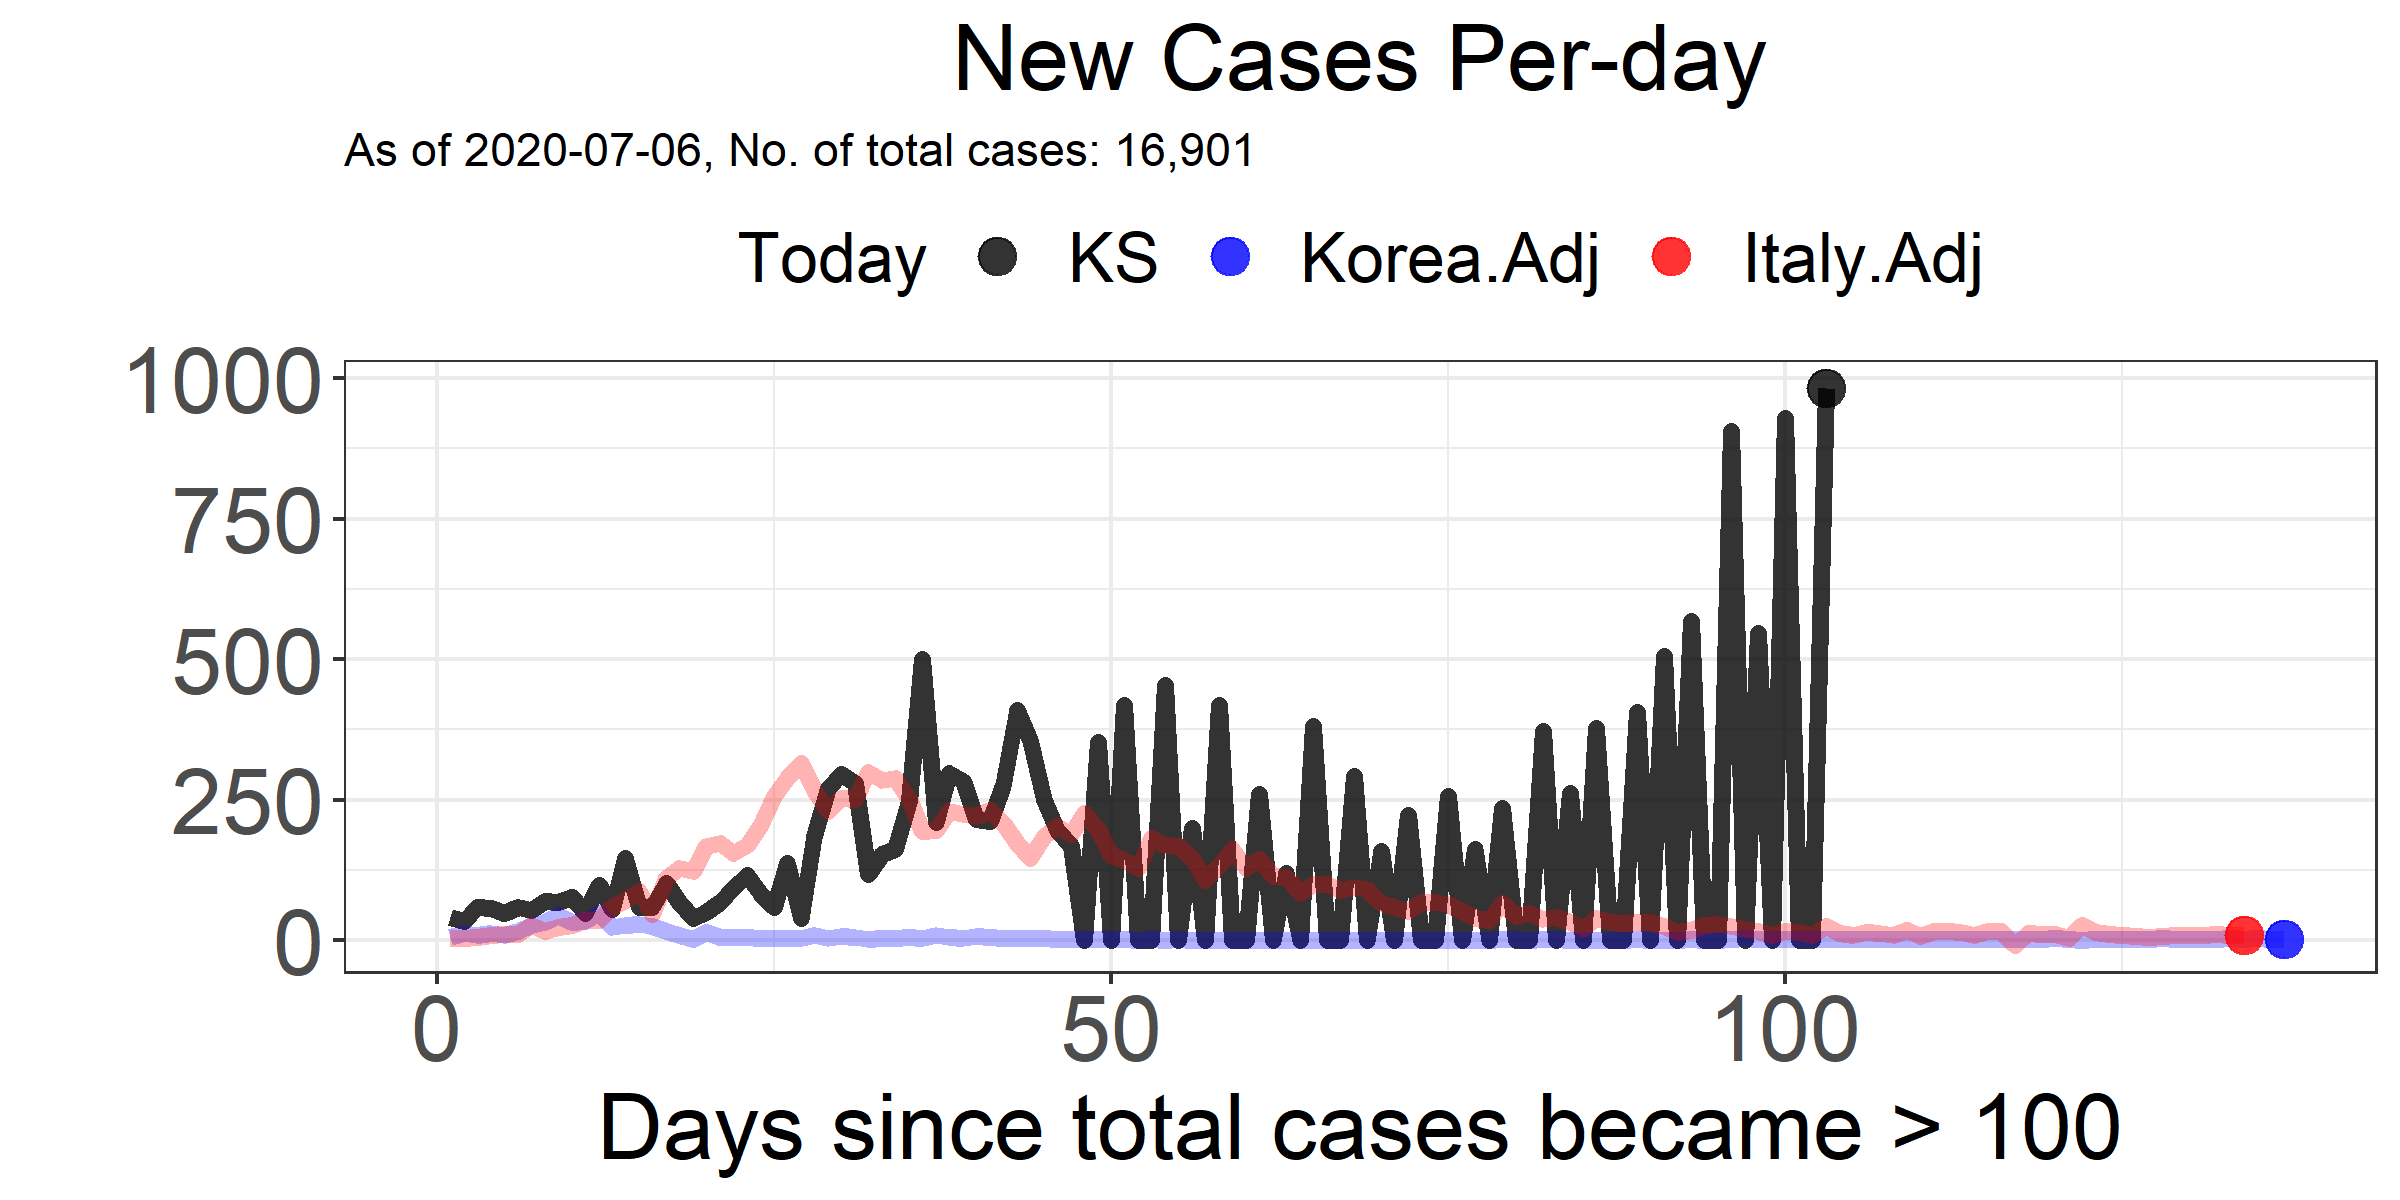 New Cases Per-day
As of 2020-07-06, No. of total cases: 16,901
Today KS Korea.Adj Italy.Adj
1000
750
500
250
0
0 50 100
Days since total cases became > 100